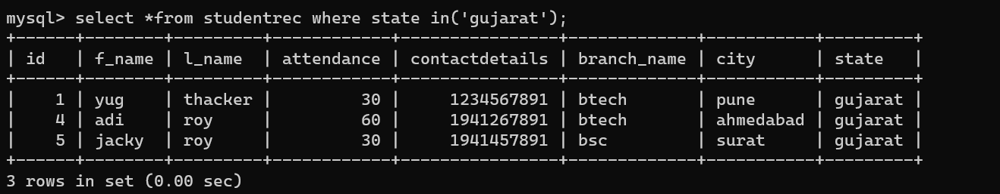 mysql> select *from studentrec where state in('gujarat');
+------+--------+---------+------------+----------------+-------------+-----------+---------+
| id   | f_name | l_name  | attendance | contactdetails | branch_name | city      | state   |
+------+--------+---------+------------+----------------+-------------+-----------+---------+
|    1 | yug    | thacker |         30 |     1234567891 | btech       | pune      | gujarat |
|    4 | adi    | roy     |         60 |     1941267891 | btech       | ahmedabad | gujarat |
|    5 | jacky  | roy     |         30 |     1941457891 | bsc         | surat     | gujarat |
+------+--------+---------+------------+----------------+-------------+-----------+---------+
3 rows in set (0.00 sec)